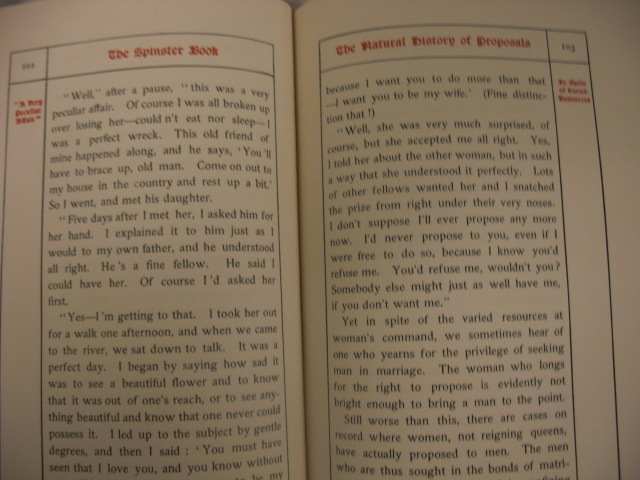 102
The Spinster Book
"A Very
Peculiar
Affair"
"Well," after a pause, "this was a very
peculiar affair. Of course I was all broken up
over losing her—could n't eat nor sleep—I
was a perfect wreck. This old friend of
mine happened along, and he says, 'You 'll
have to brace up, old man. Come on out to
my house in the country and rest up a bit.'
So I went, and met his daughter.
"Five days after I met her, I asked him for
her hand. I explained it to him just as I
would to my own father, and he understood
all right. He 's a fine fellow. He said I
could have her. Of course I 'd asked her
first.
"Yes—I 'm getting to that. I took her out
for a walk one afternoon, and when we came
to the river, we sat down to talk. It was a
perfect day. I began by saying how sad it
was to see a beautiful flower and to know
that it was out of one's reach, or to see any-
thing beautiful and know that one never could
possess it. I led up to the subject by gentle
degrees, and then I said: 'You must have
seen that I love you, and you know without
to be my
The Natural History of Proposals
103
In Spite
of Varied
Resources
because I want you to do more than that
—I want you to be my wife.' (Fine distinc-
tion that!)
"Well, she was very much surprised, of
course, but she accepted me all right. Yes,
I told her about the other woman, but in such
a way that she understood it perfectly. Lots
of other fellows wanted her and I snatched
the prize from right under their very noses.
I don't suppose I'll ever propose any more
now. I'd never propose to you, even if I
were free to do so, because I know you'd
refuse me. You'd refuse me, wouldn't you?
Somebody else might just as well have me,
if you don't want me."
Yet in spite of the varied resources at
woman's command, we sometimes hear of
one who yearns for the privilege of seeking
man in marriage. The woman who longs
for the right to propose is evidently not
bright enough to bring a man to the point.
Still worse than this, there are cases on
record where women, not reigning queens,
have actually proposed to men. The men
who are thus sought in the bonds of matri-